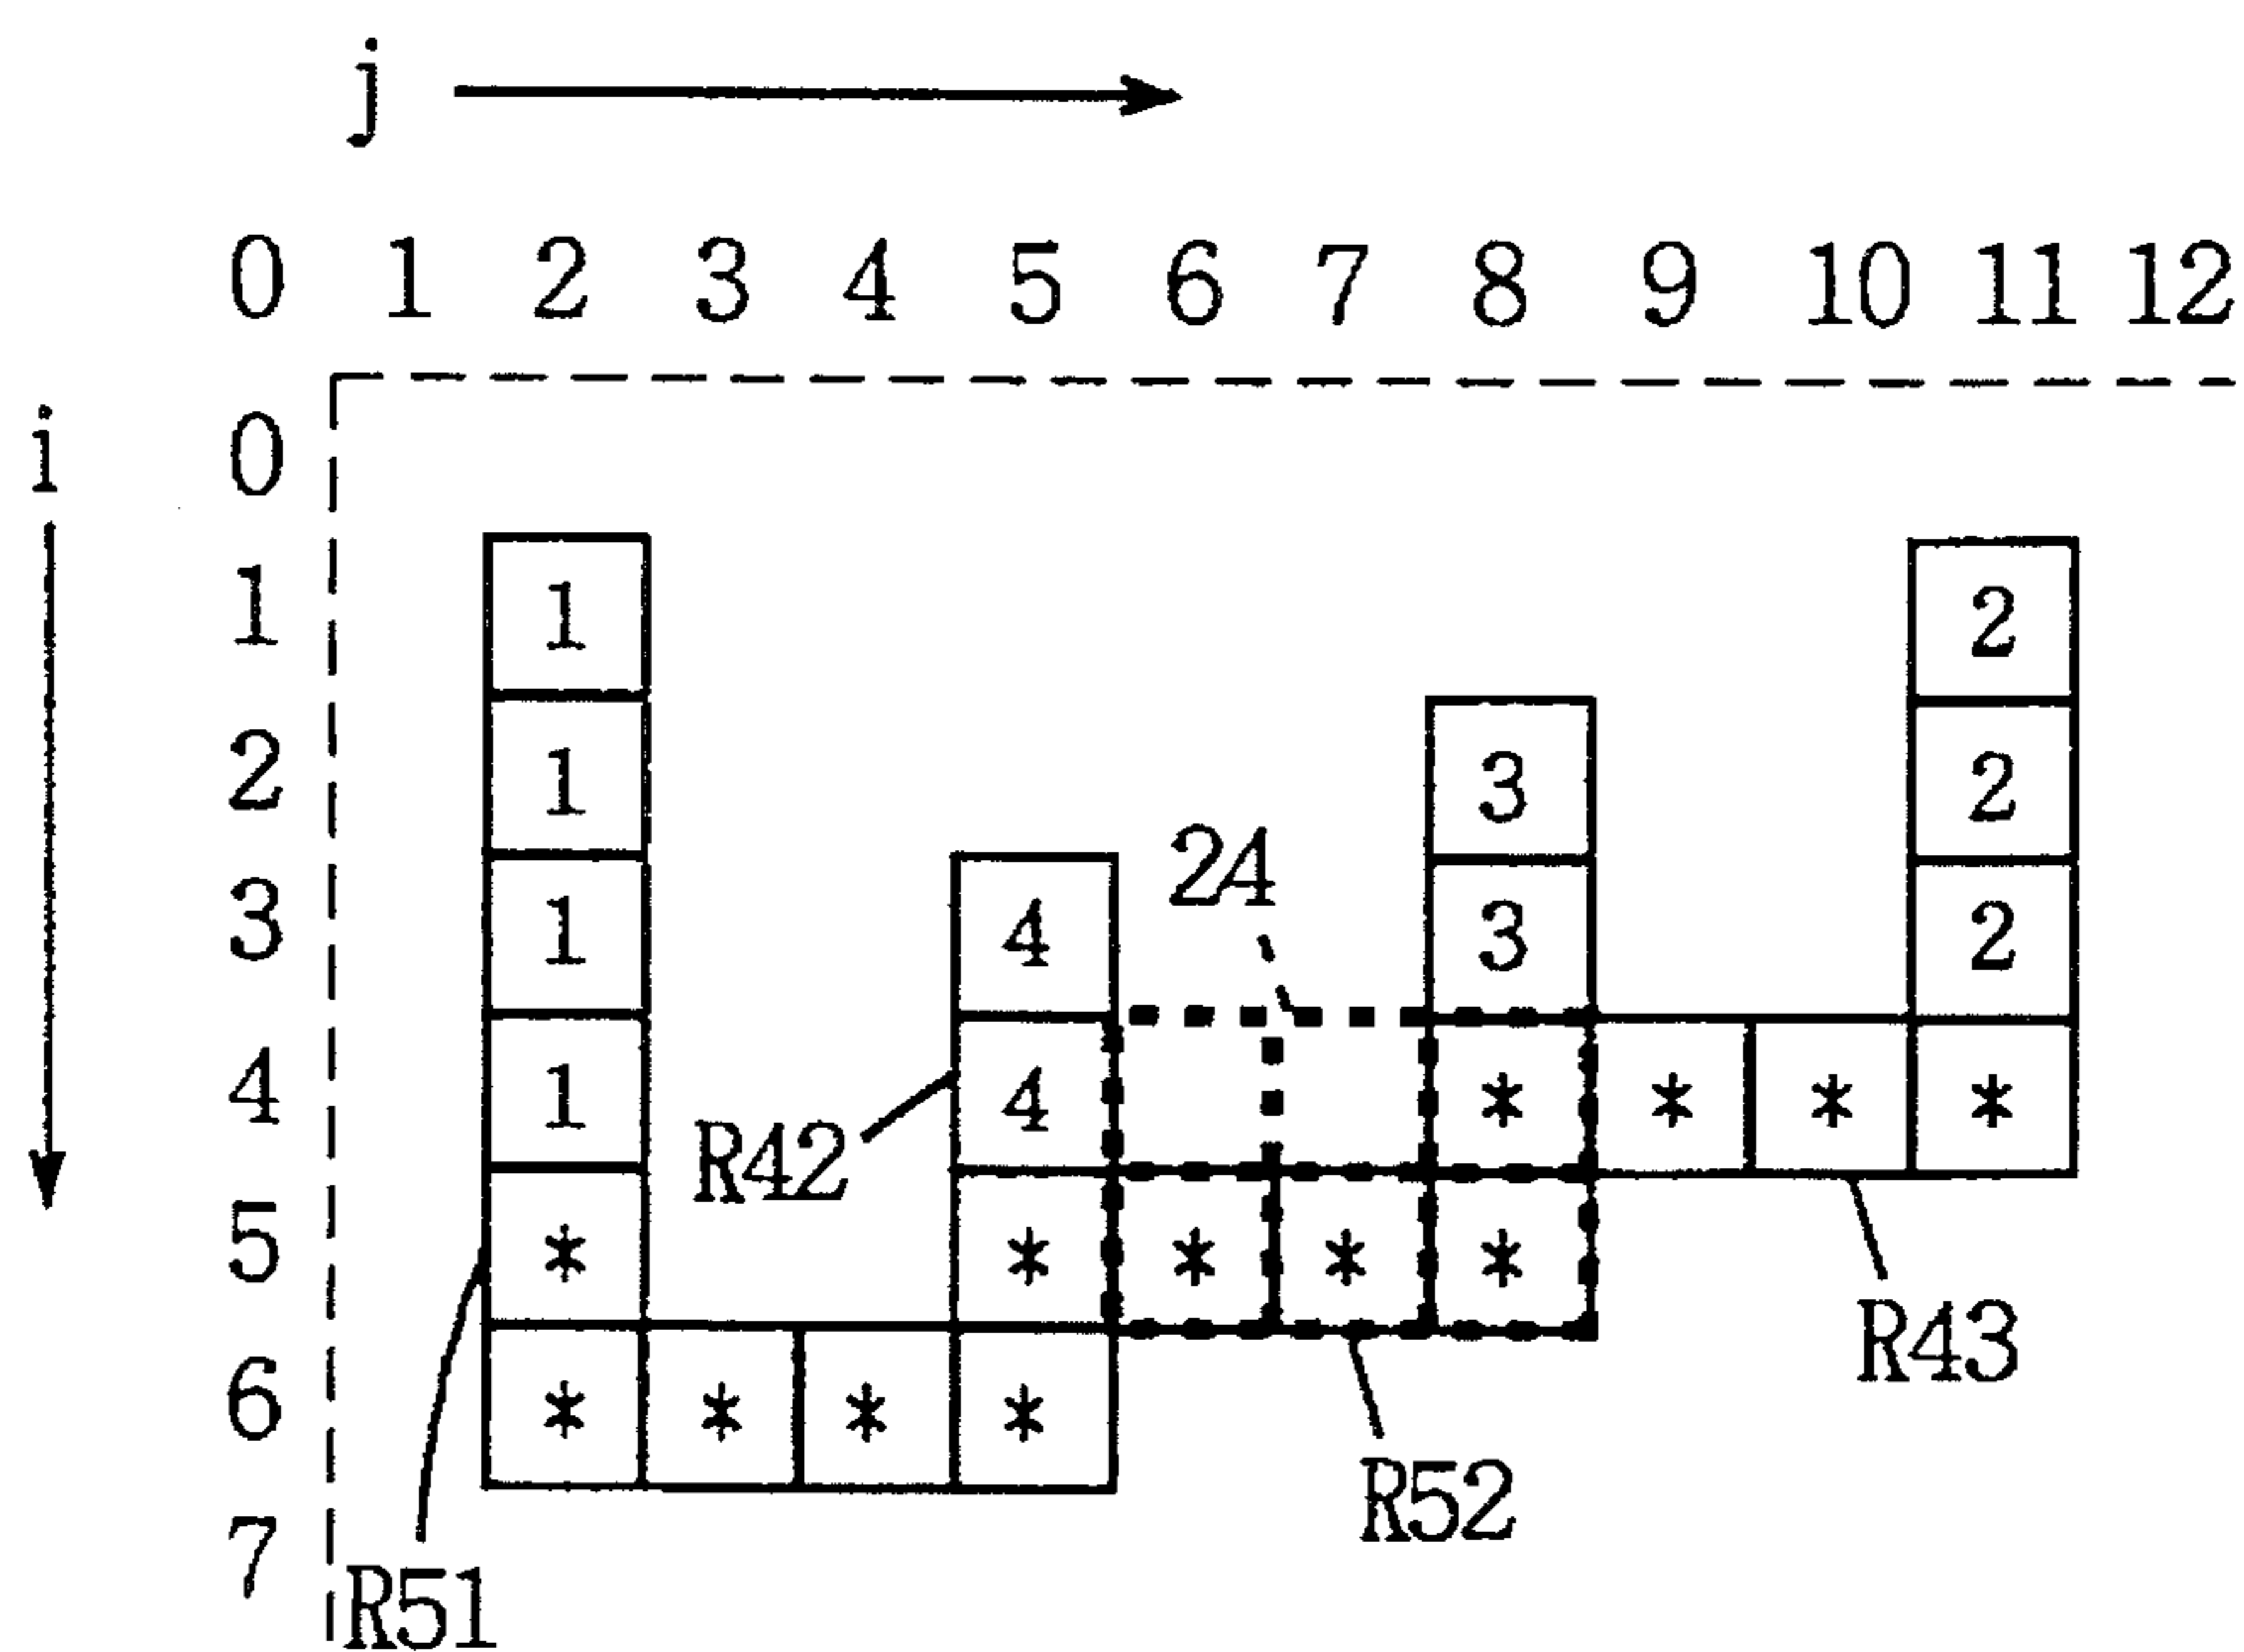 j
0 1 2 3 4 5 6 7 8 9 10 11 12
i 0
1 1 2
2 1 3 2
3 1 4 24 3 2
4 1 R42 4 * * * *
5 * * * * *
6 * * * * R43
7 R51 R52